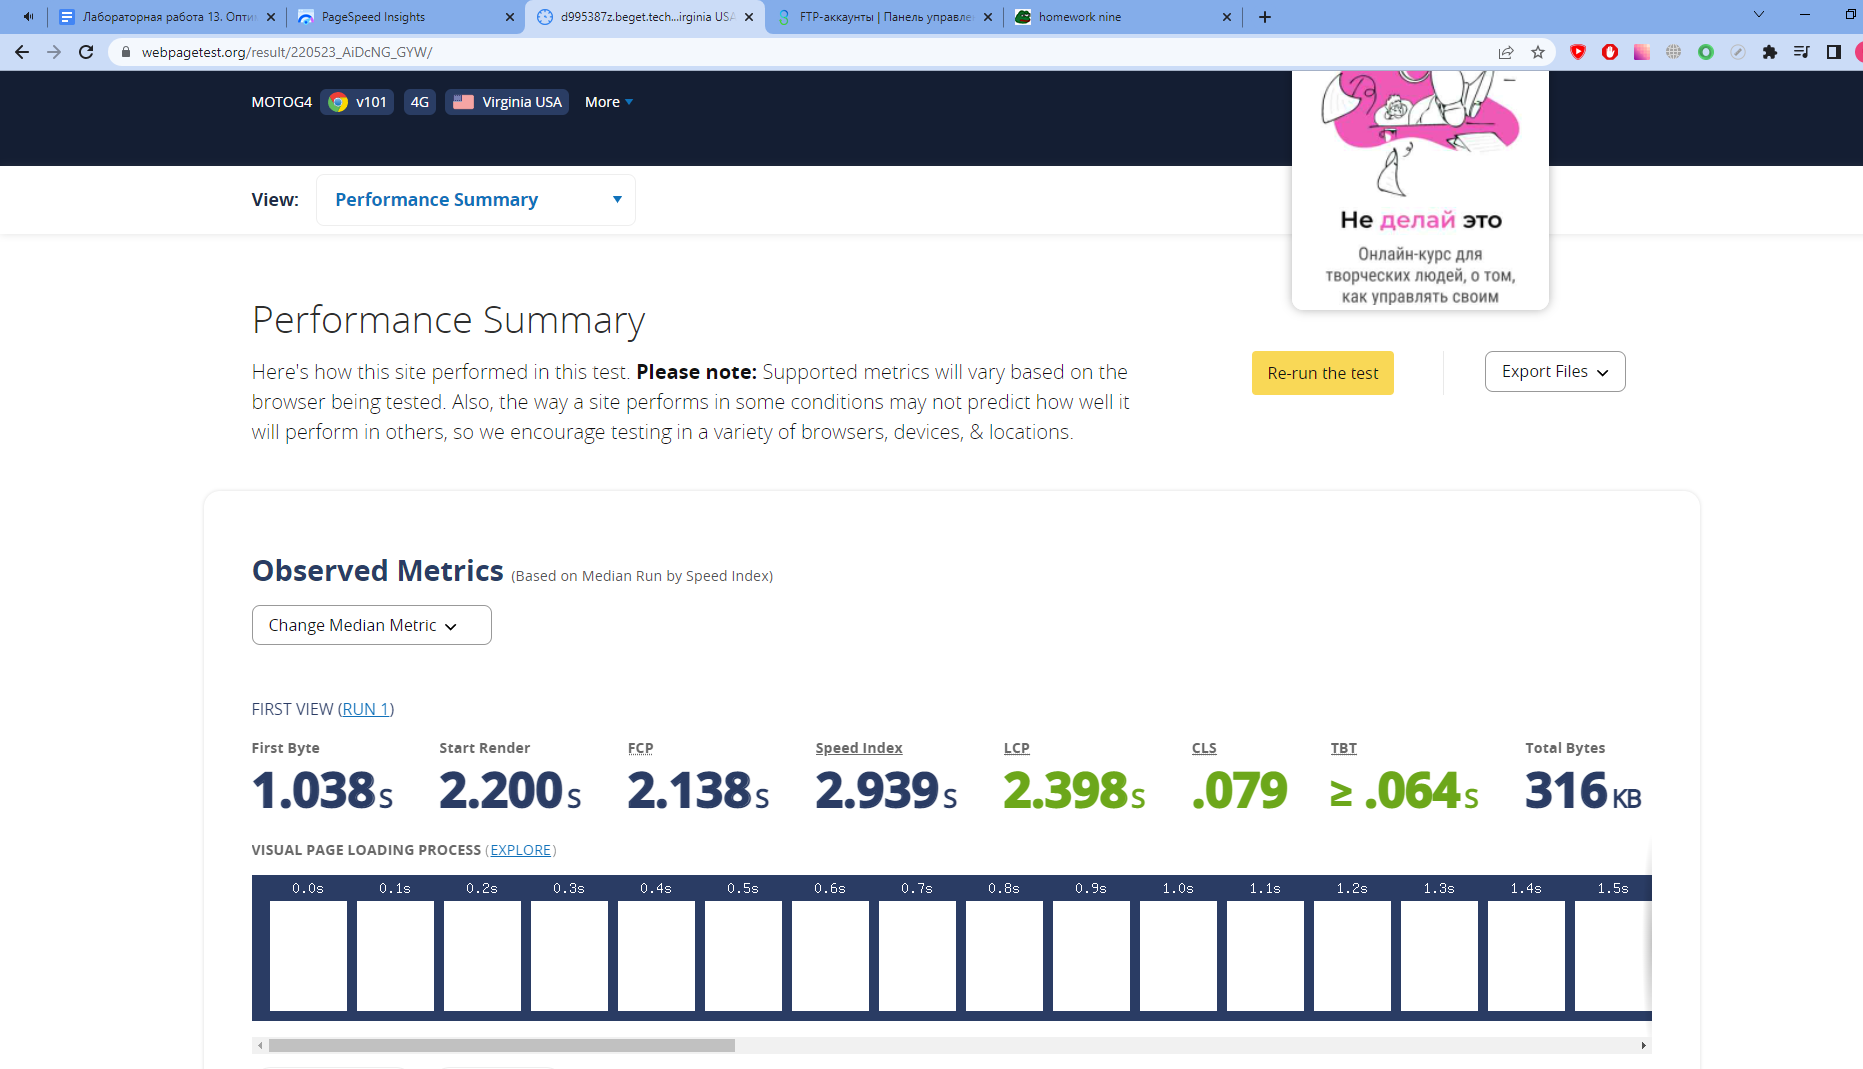 Лабораторная работа 13. Опти
PageSpeed Insights
d995387z.beget.tech...irginia USA
FTP-аккаунты | Панель управле
homework nine
webpagetest.org/result/220523_AiDcNG_GYW/
MOTOG4 v101 4G Virginia USA More
Не делай это
Онлайн-курс для
творческих людей, о том,
как управлять своим
View: Performance Summary
Performance Summary
Here's how this site performed in this test. Please note: Supported metrics will vary based on the
browser being tested. Also, the way a site performs in some conditions may not predict how well it
will perform in others, so we encourage testing in a variety of browsers, devices, & locations.
Re-run the test
Export Files
Observed Metrics (Based on Median Run by Speed Index)
Change Median Metric
FIRST VIEW (RUN 1)
First Byte Start Render FCP Speed Index LCP CLS TBT Total Bytes
1.038S 2.200S 2.138S 2.939S 2.398S .079 ≥ .064S 316KB
VISUAL PAGE LOADING PROCESS (EXPLORE)
0.0s 0.1s 0.2s 0.3s 0.4s 0.5s 0.6s 0.7s 0.8s 0.9s 1.0s 1.1s 1.2s 1.3s 1.4s 1.5s